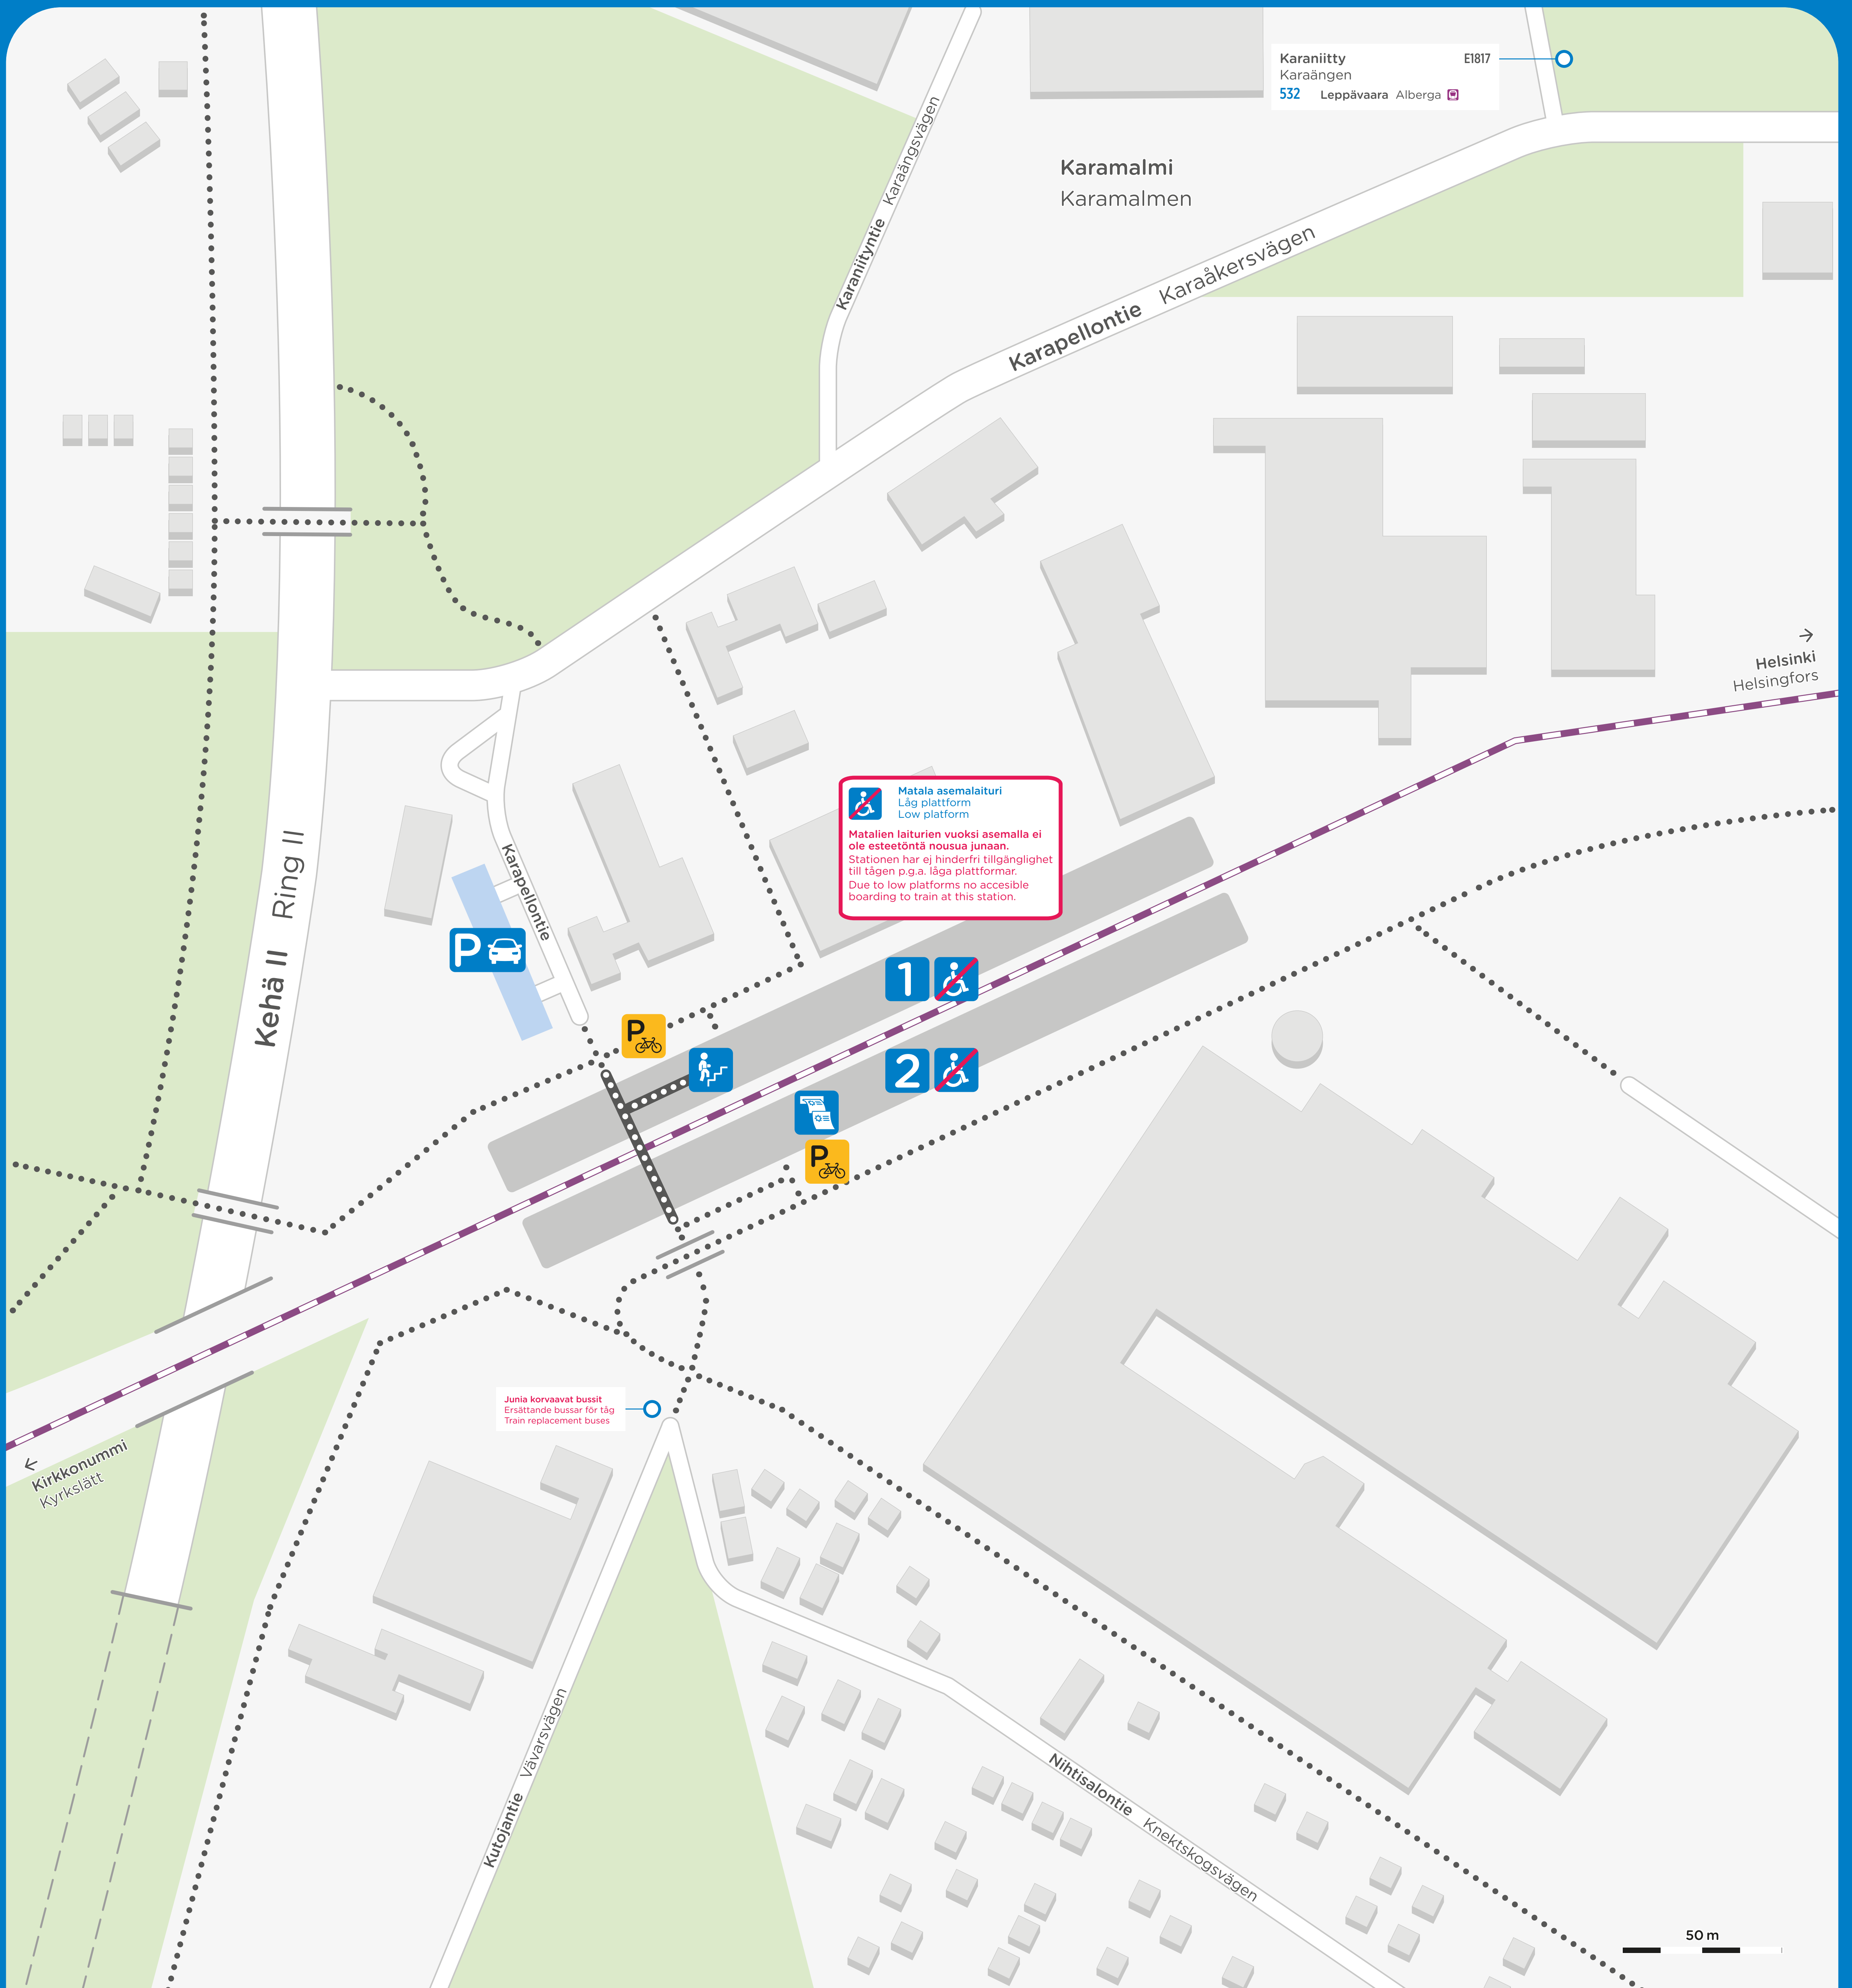 Karaniitty E1817
Karaängen
532 Leppävaara Alberga
Karamalmi
Karamalmen
Karaniityntie Karaängsvägen
Karapellontie Karaåkersvägen
Helsinki
Helsingfors
Matala asemalaituri
Låg plattform
Low platform
Matalien laiturien vuoksi asemalla ei
ole esteetöntä nousua junaan.
Stationen har ej hinderfri tillgänglighet
till tågen p.g.a. låga plattformar.
Due to low platforms no accesible
boarding to train at this station.
Kehä II Ring II
Karapellontie
P
1
P
2
P
Junia korvaavat bussit
Ersättande bussar för tåg
Train replacement buses
Kirkkonummi
Kyrkslätt
Kutojantie Vävarsvägen
Nihtisalontie Knektskogsvägen
50 m